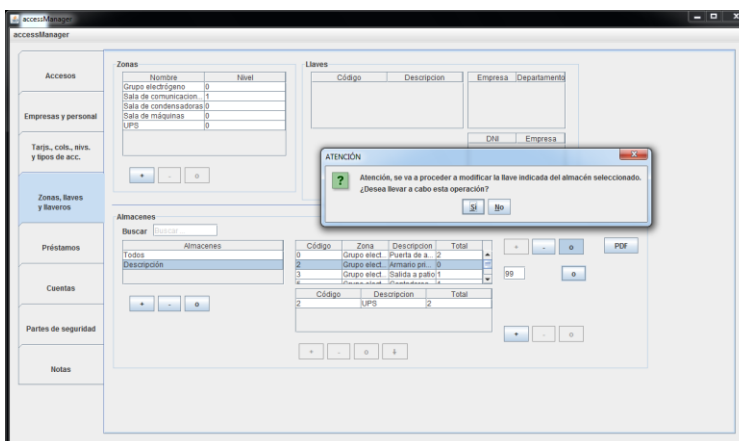 accessManager
accessManager
Accesos
Empresas y personal
Tarjs., cols., nivs.
y tipos de acc.
Zonas, llaves
y llaveros
Préstamos
Cuentas
Partes de seguridad
Notas
Zonas
Nombre Nivel
Grupo electrógeno 0
Sala de comunicacion... 1
Sala de condensadoras 0
Sala de máquinas 0
UPS 0
+ - o
Llaves
Código Descripcion
Empresa Departamento
DNI Empresa
ATENCIÓN
Atención, se va a proceder a modificar la llave indicada del almacén seleccionado.
¿Desea llevar a cabo esta operación?
Sí No
Almacenes
Buscar Buscar ...
Almacenes
Todos
Descripción
+ - o
Código Zona Descripcion Total
0 Grupo elect... Puerta de a... 2
2 Grupo elect... Armario pri... 0
3 Grupo elect... Salida a patio 1
Código Descripcion Total
2 UPS 2
+ - o
+ - o PDF
99 o
+ - o